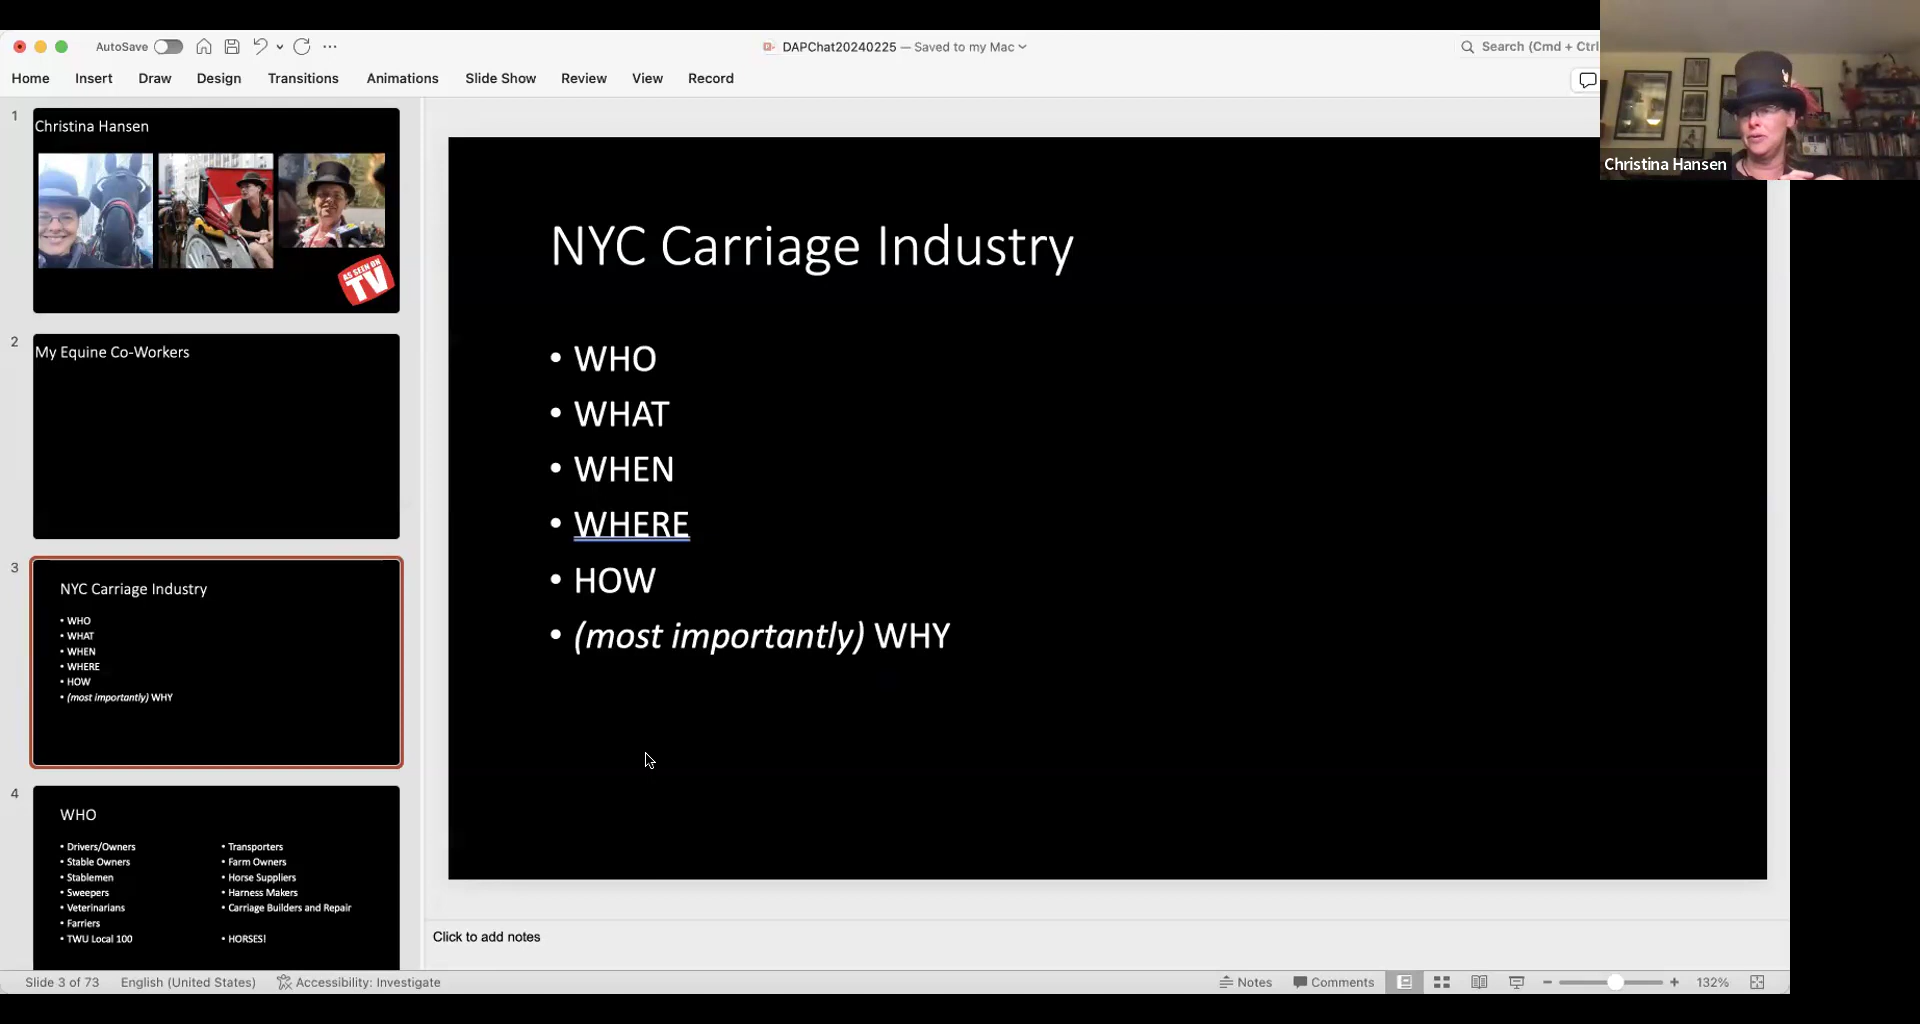 AutoSave
DAPChat20240225 — Saved to my Mac
Search (Cmd + Ctrl
Home Insert Draw Design Transitions Animations Slide Show Review View Record
Christina Hansen
1
Christina Hansen
AS SEEN ON
TV
2
My Equine Co-Workers
3
NYC Carriage Industry
• WHO
• WHAT
• WHEN
• WHERE
• HOW
• (most importantly) WHY
4
WHO
• Drivers/Owners
• Stable Owners
• Stablemen
• Sweepers
• Veterinarians
• Farriers
• TWU Local 100
• Transporters
• Farm Owners
• Horse Suppliers
• Harness Makers
• Carriage Builders and Repair
• HORSES!
NYC Carriage Industry
• WHO
• WHAT
• WHEN
• WHERE
• HOW
• (most importantly) WHY
Click to add notes
Slide 3 of 73 English (United States) Accessibility: Investigate Notes Comments 132%